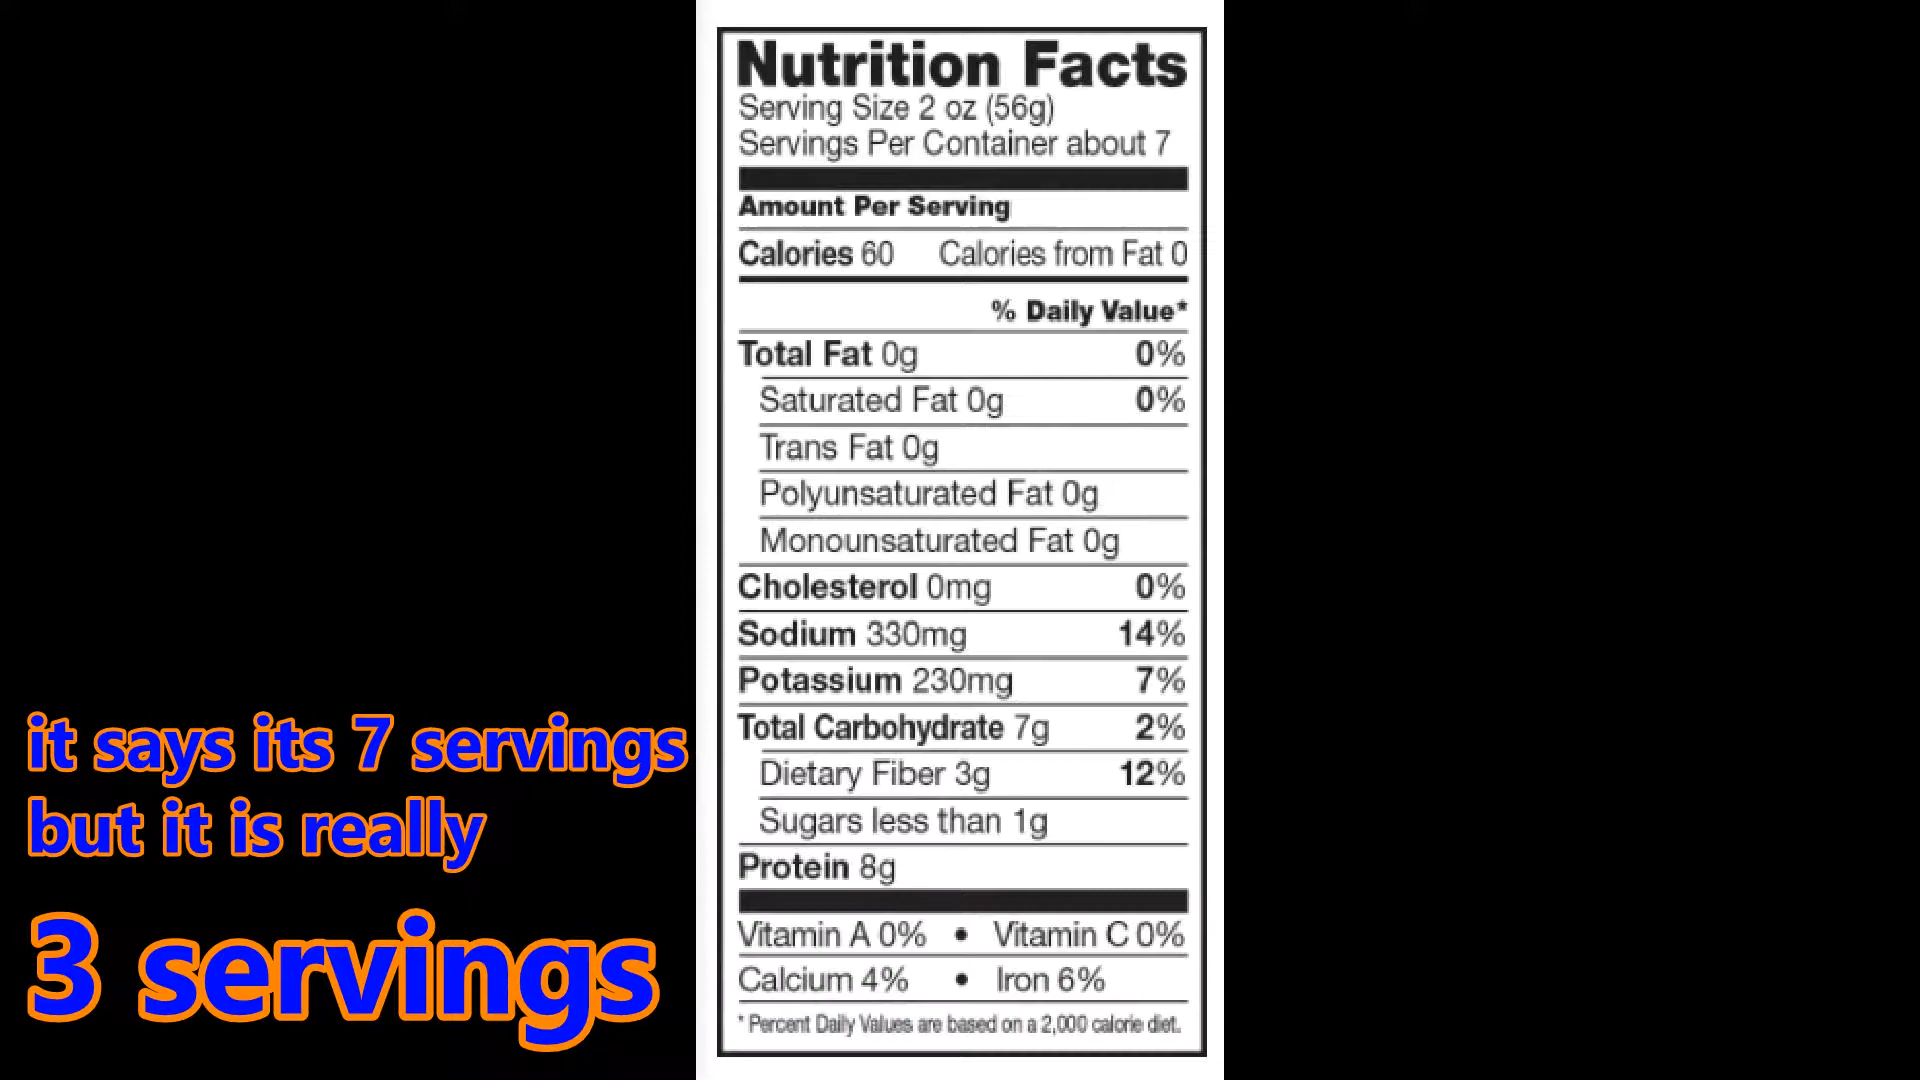 Nutrition Facts
Serving Size 2 oz (56g)
Servings Per Container about 7
Amount Per Serving
Calories 60 Calories from Fat 0
% Daily Value*
Total Fat 0g 0%
Saturated Fat 0g 0%
Trans Fat 0g
Polyunsaturated Fat 0g
Monounsaturated Fat 0g
Cholesterol 0mg 0%
Sodium 330mg 14%
Potassium 230mg 7%
Total Carbohydrate 7g 2%
Dietary Fiber 3g 12%
Sugars less than 1g
Protein 8g
Vitamin A 0% • Vitamin C 0%
Calcium 4% • Iron 6%
* Percent Daily Values are based on a 2,000 calorie diet.
it says its 7 servings
but it is really
3 servings